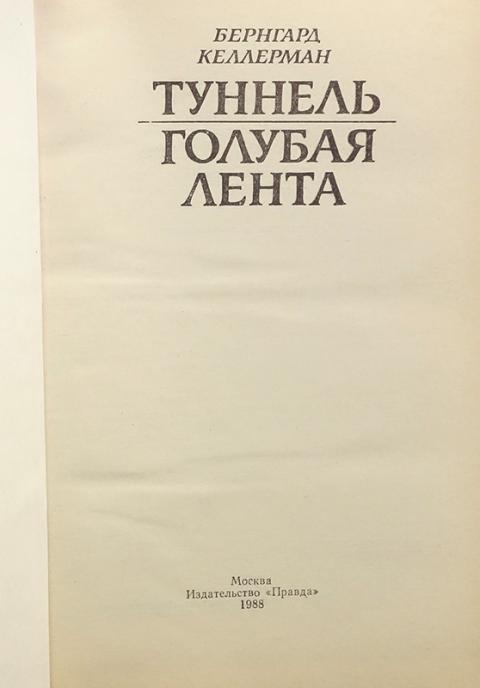 БЕРНГАРД
КЕЛЛЕРМАН
ТУННЕЛЬ
ГОЛУБАЯ
ЛЕНТА
Москва
Издательство «Правда»
1988